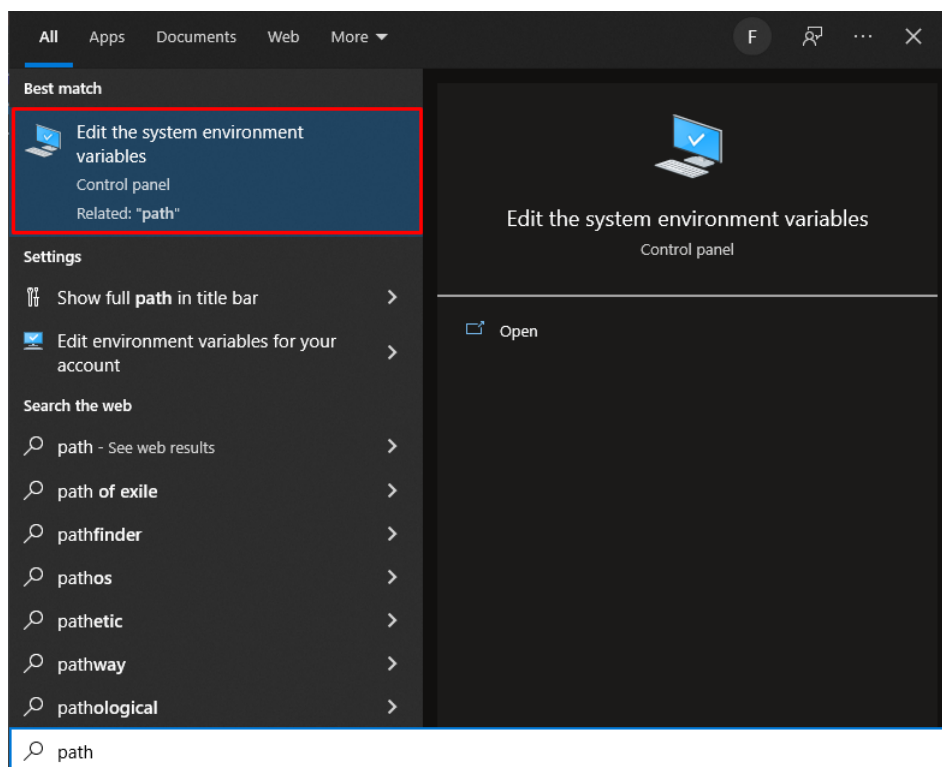 All Apps Documents Web More F ...
Best match
Edit the system environment
variables
Control panel
Related: "path"
Settings
Show full path in title bar
Edit environment variables for your
account
Search the web
path - See web results
path of exile
pathfinder
pathos
pathetic
pathway
pathological
path
Edit the system environment variables
Control panel
Open